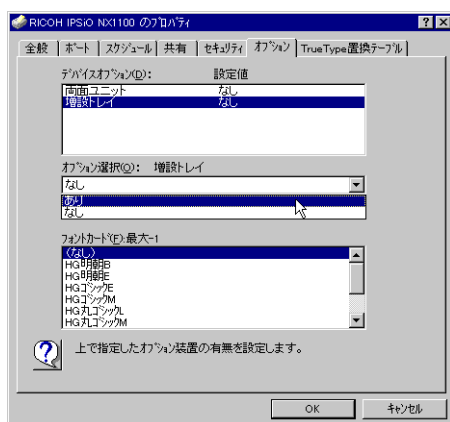 RICOH IPSiO NX1100 のﾌﾟﾛﾊﾟﾃｨ
全般 ﾎﾟｰﾄ ｽｹｼﾞｭｰﾙ 共有 ｾｷｭﾘﾃｨ ｵﾌﾟｼｮﾝ TrueType置換ﾃｰﾌﾞﾙ
ﾃﾞﾊﾞｲｽｵﾌﾟｼｮﾝ(D): 設定値
両面ユニット なし
増設トレイ なし
ｵﾌﾟｼｮﾝ選択(O): 増設トレイ
なし
あり
なし
ﾌｫﾝﾄｶｰﾄﾞ(F):最大-1
(なし)
HG明朝B
HG明朝E
HGｺﾞｼｯｸE
HGｺﾞｼｯｸM
HG丸ｺﾞｼｯｸL
HG丸ｺﾞｼｯｸM
上で指定したｵﾌﾟｼｮﾝ装置の有無を設定します。
OK ｷｬﾝｾﾙ